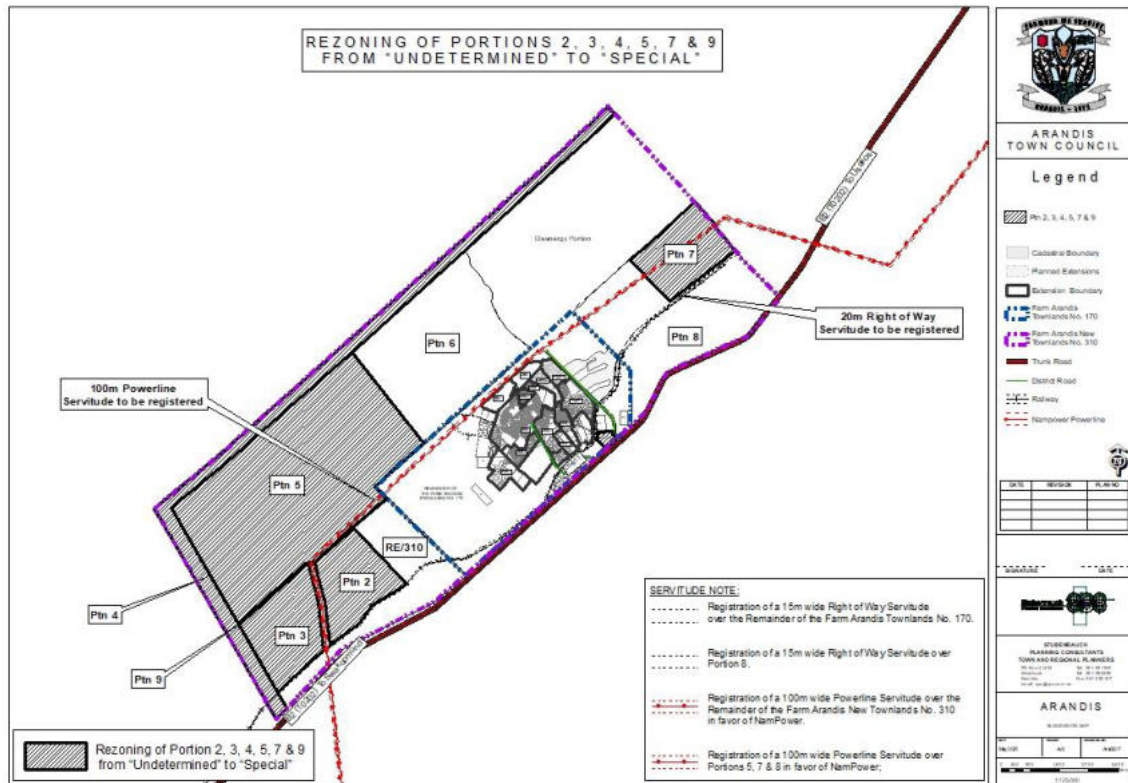 REZONING OF PORTIONS 2, 3, 4, 5, 7 & 9
FROM "UNDETERMINED" TO "SPECIAL"
Ptn 7
20m Right of Way
Servitude to be registered
Ptn 8
Ptn 6
100m Powerline
Servitude to be registered
Ptn 5
RE/310
Ptn 2
Ptn 4
Ptn 3
Ptn 9
Rezoning of Portion 2, 3, 4, 5, 7 & 9
from "Undetermined" to "Special"
SERVITUDE NOTE:
Registration of a 15m wide Right of Way Servitude
over the Remainder of the Farm Arandis Townlands No. 170.
Registration of a 15m wide Right of Way Servitude over
Portion 8.
Registration of a 100m wide Powerline Servitude over the
Remainder of the Farm Arandis New Townlands No. 310
in favor of NamPower.
Registration of a 100m wide Powerline Servitude over
Portions 5, 7 & 8 in favor of NamPower;
ARANDIS
TOWN COUNCIL
Legend
Ptn 2, 3, 4, 5, 7 & 9
Cadastral Boundary
Planned Extensions
Extension Boundary
Farm Arandis
Townlands No. 170
Farm Arandis New
Townlands No. 310
Trunk Road
District Road
Railway
Nampower Powerline
DATE REVISION PLAN NO
SIGNATURE DATE
STUBENRAUCH
PLANNING CONSULTANTS
TOWN AND REGIONAL PLANNERS
ARANDIS